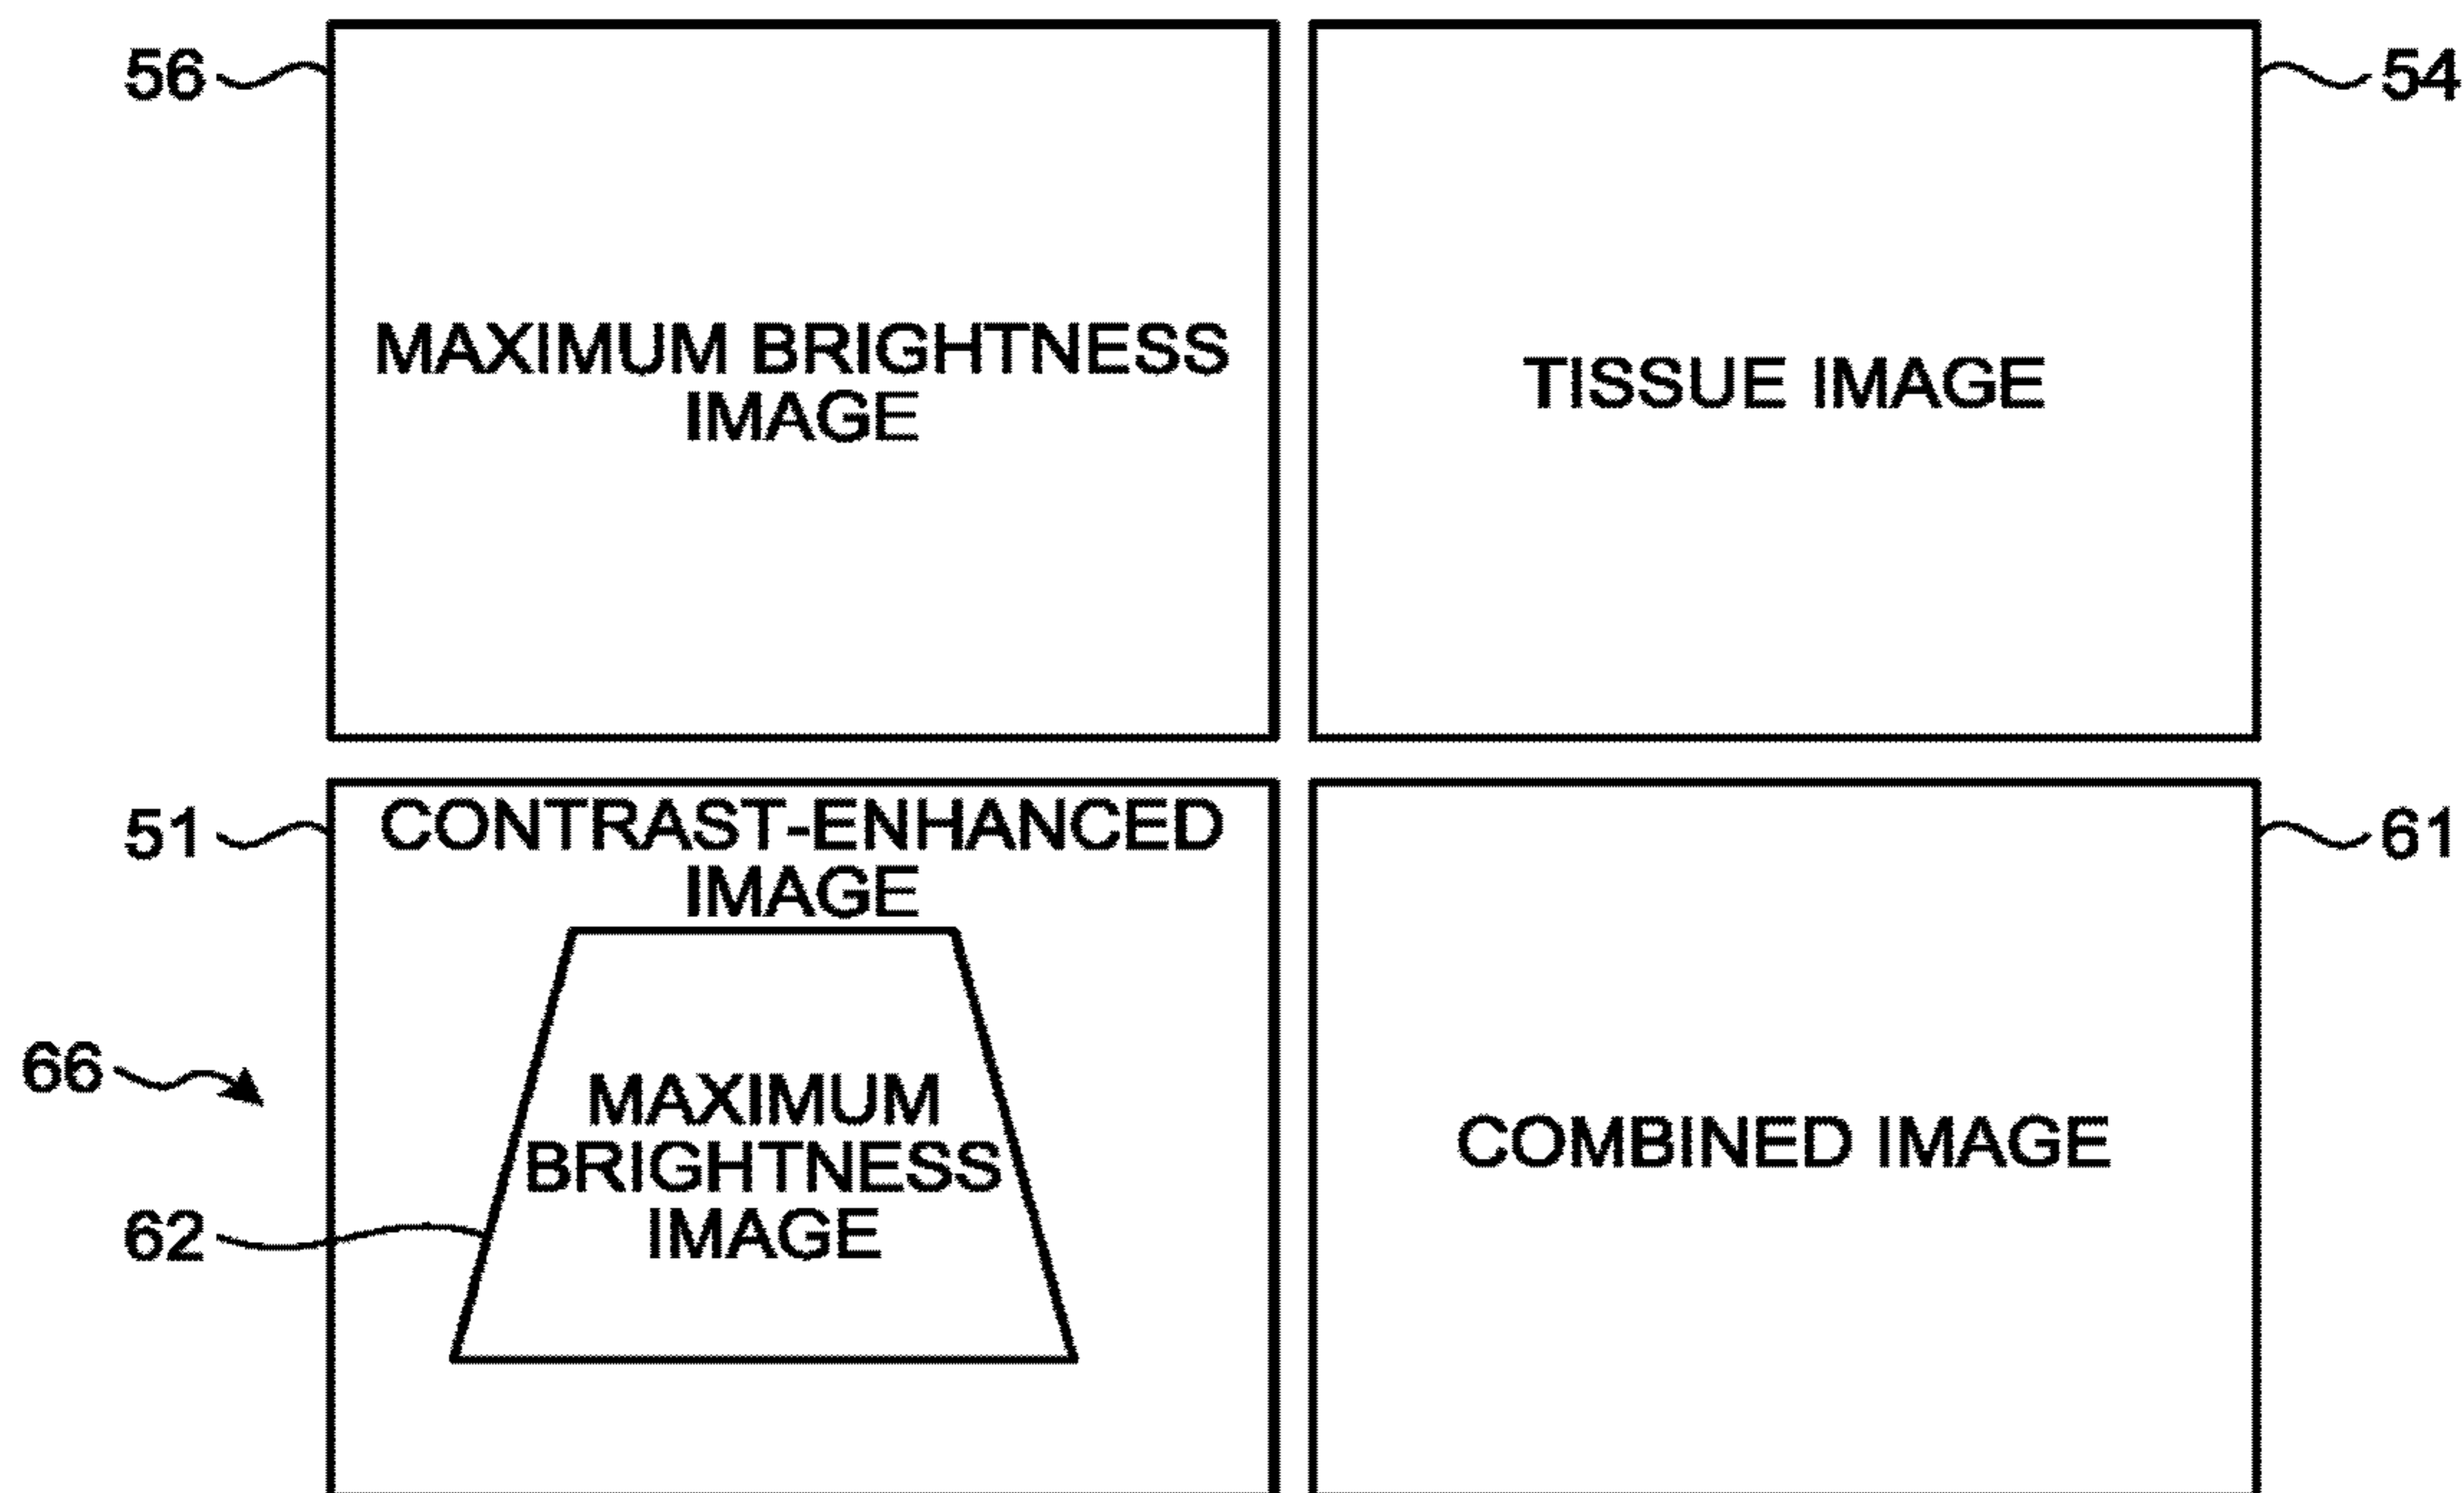 56
54
MAXIMUM BRIGHTNESS
IMAGE
TISSUE IMAGE
51
CONTRAST-ENHANCED
IMAGE
61
66
MAXIMUM
BRIGHTNESS
IMAGE
COMBINED IMAGE
62